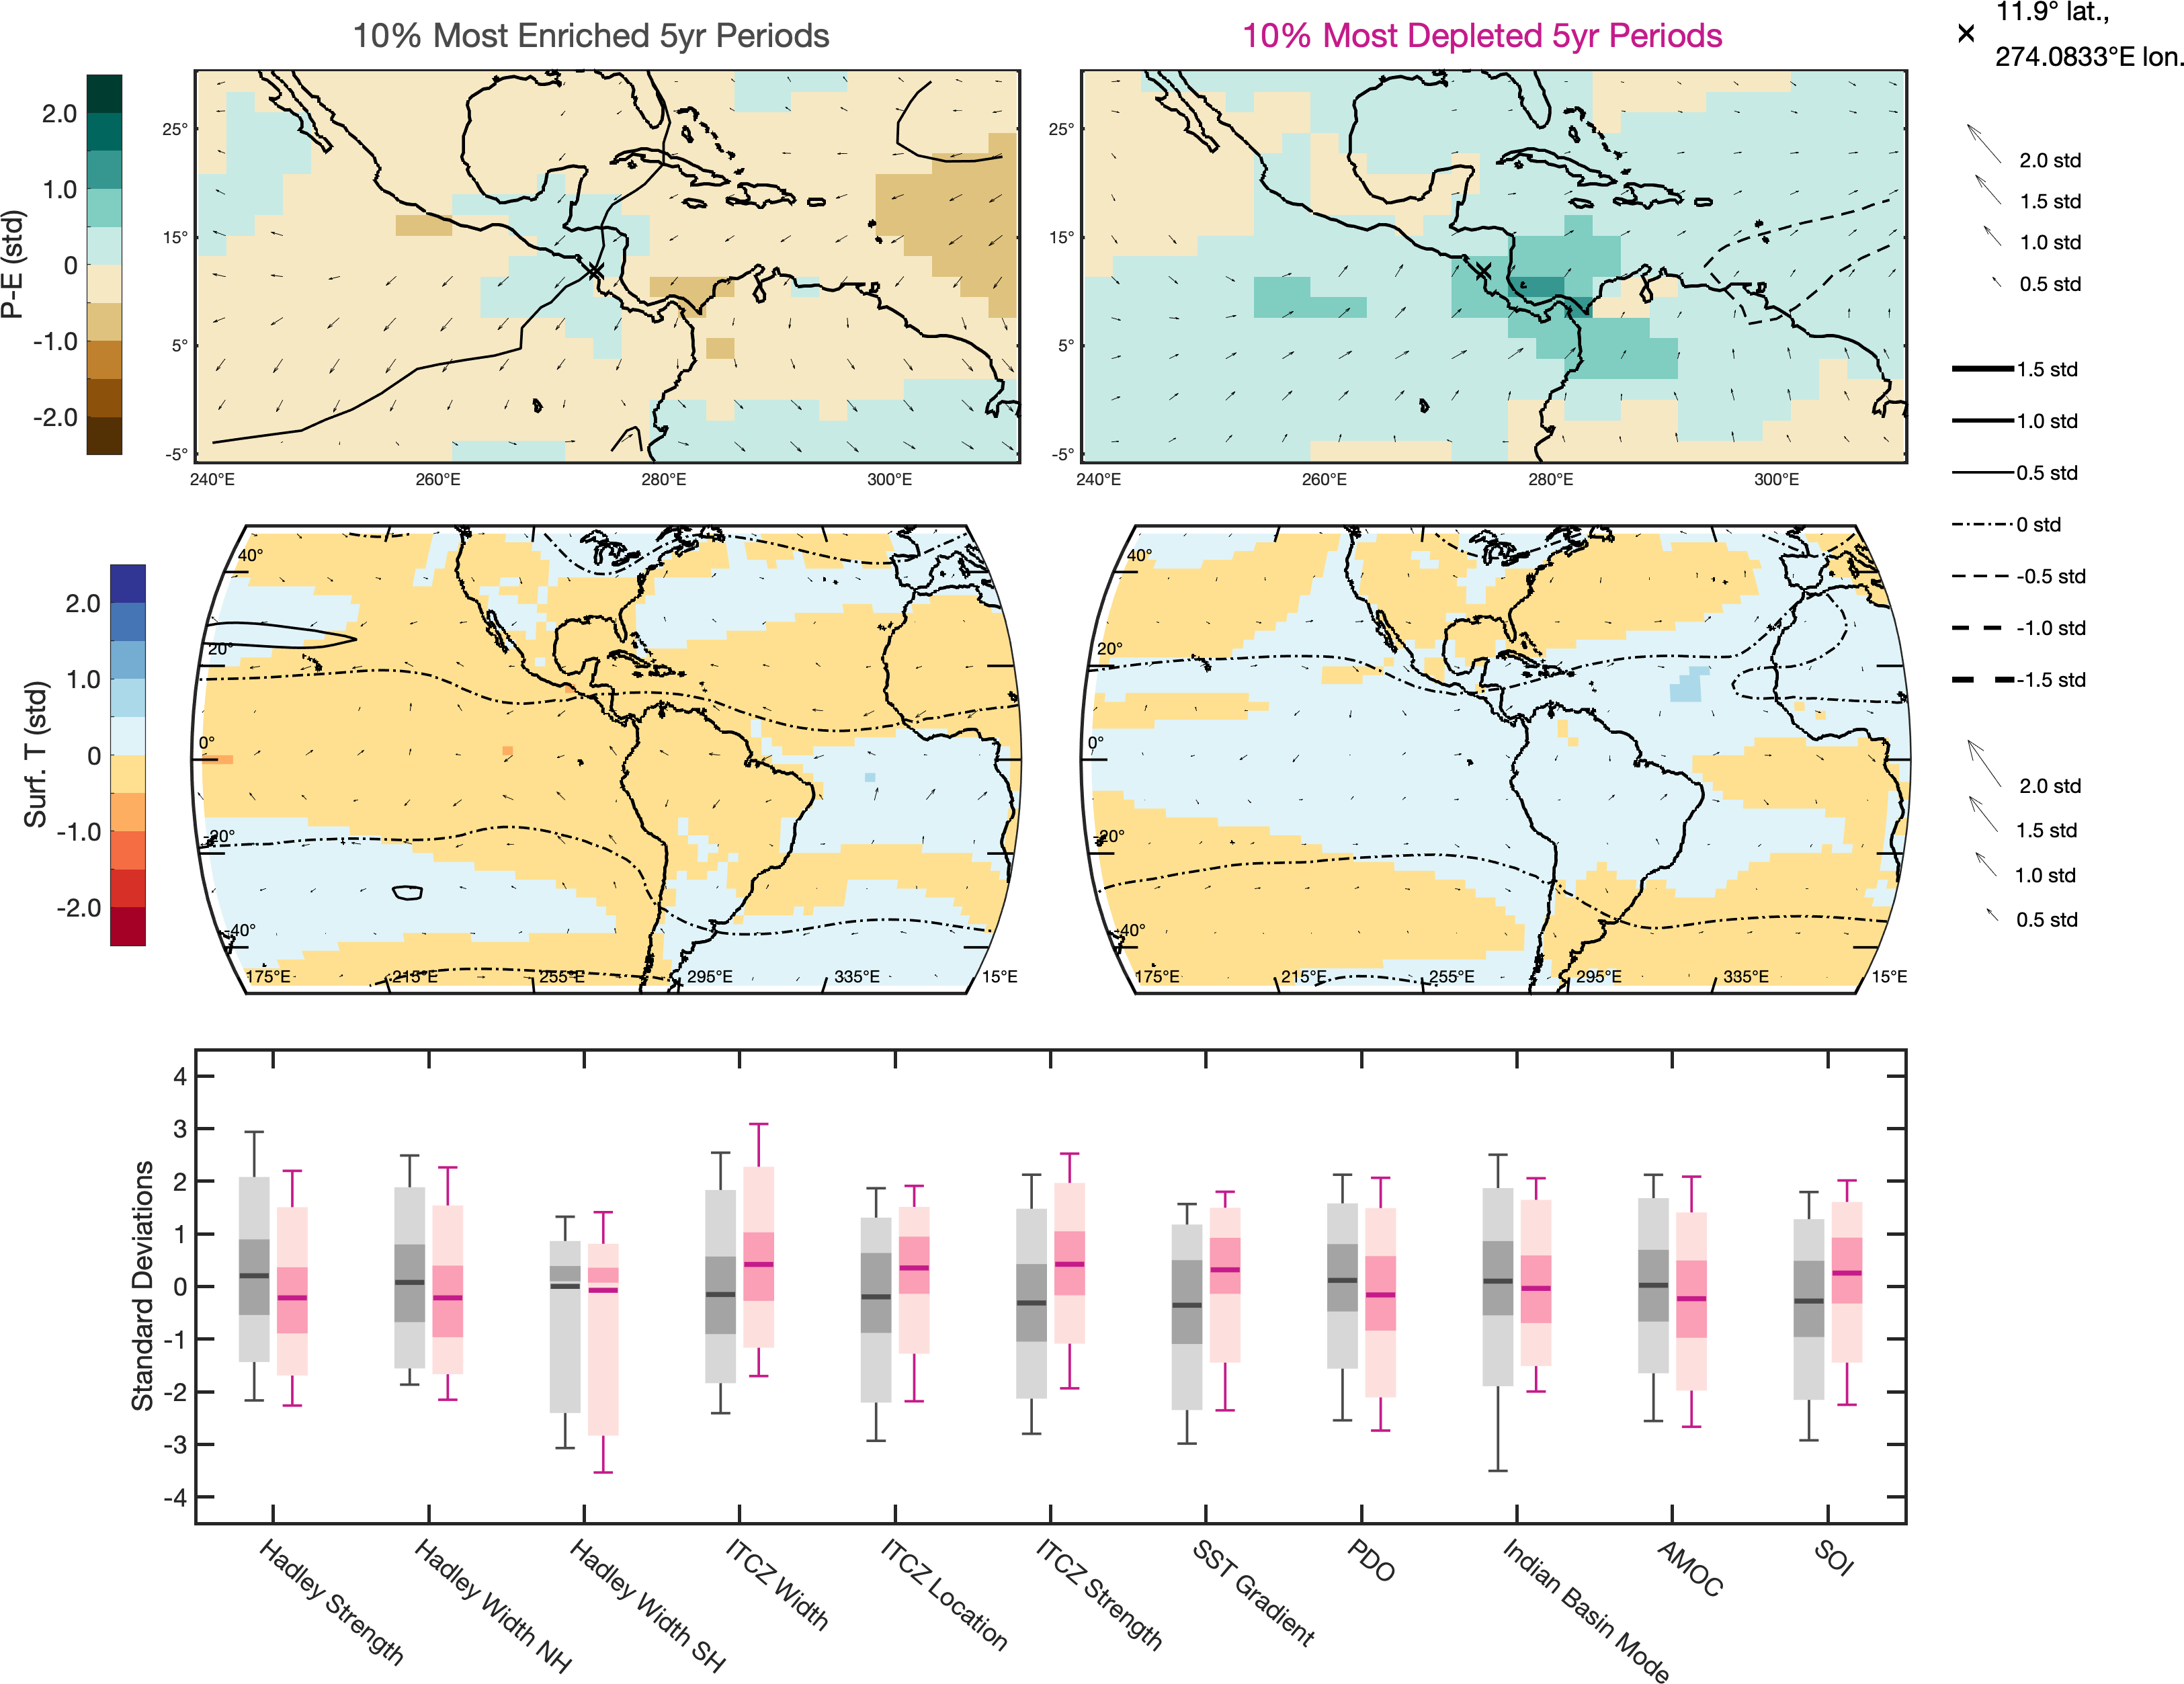 10% Most Enriched 5yr Periods
10% Most Depleted 5yr Periods
11.9° lat.,
274.0833°E lon.
P-E (std)
2.0
1.0
0
-1.0
-2.0
25°
15°
5°
-5°
240°E
260°E
280°E
300°E
25°
15°
5°
-5°
240°E
260°E
280°E
300°E
2.0 std
1.5 std
1.0 std
0.5 std
1.5 std
1.0 std
0.5 std
0 std
-0.5 std
-1.0 std
-1.5 std
2.0 std
1.5 std
1.0 std
0.5 std
Surf. T (std)
2.0
1.0
0
-1.0
-2.0
40°
20°
0°
-20°
-40°
175°E
215°E
255°E
295°E
335°E
15°E
40°
20°
0°
-20°
-40°
175°E
215°E
255°E
295°E
335°E
15°E
Standard Deviations
4
3
2
1
0
-1
-2
-3
-4
Hadley Strength
Hadley Width NH
Hadley Width SH
ITCZ Width
ITCZ Location
ITCZ Strength
SST Gradient
PDO
Indian Basin Mode
AMOC
SOI